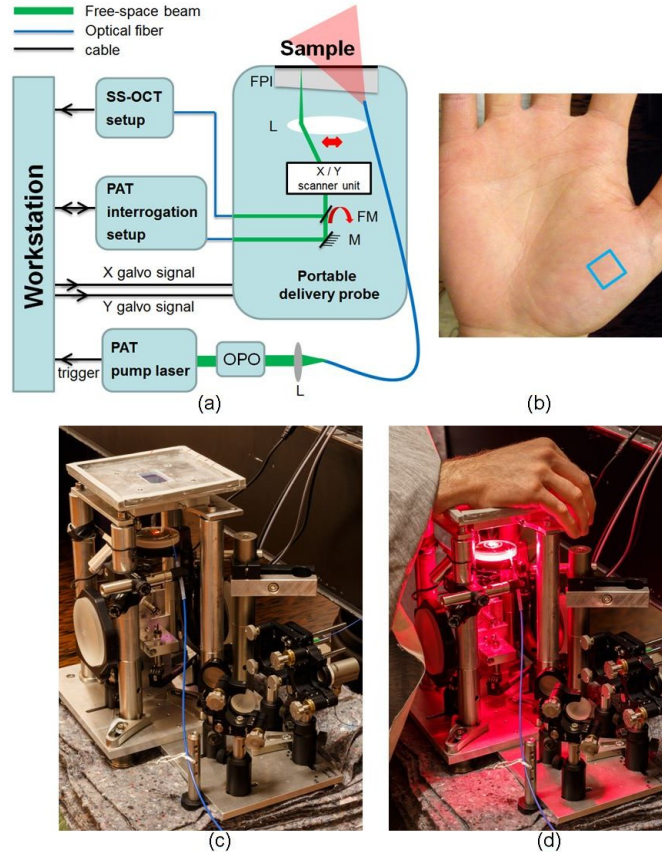 Free-space beam
Optical fiber
cable
Sample
FPI
L
SS-OCT
setup
X / Y
scanner unit
PAT
interrogation
setup
FM
M
Workstation
X galvo signal
Y galvo signal
Portable
delivery probe
PAT
pump laser
OPO
trigger
L
(a)
(b)
(c)
(d)